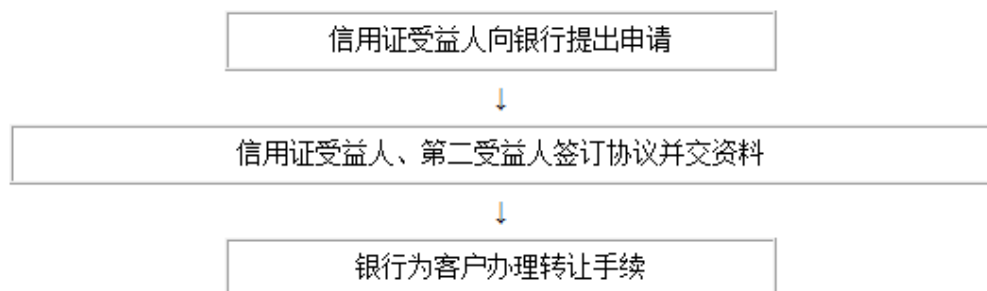 信用证受益人向银行提出申请
↓
信用证受益人、第二受益人签订协议并交资料
↓
银行为客户办理转让手续